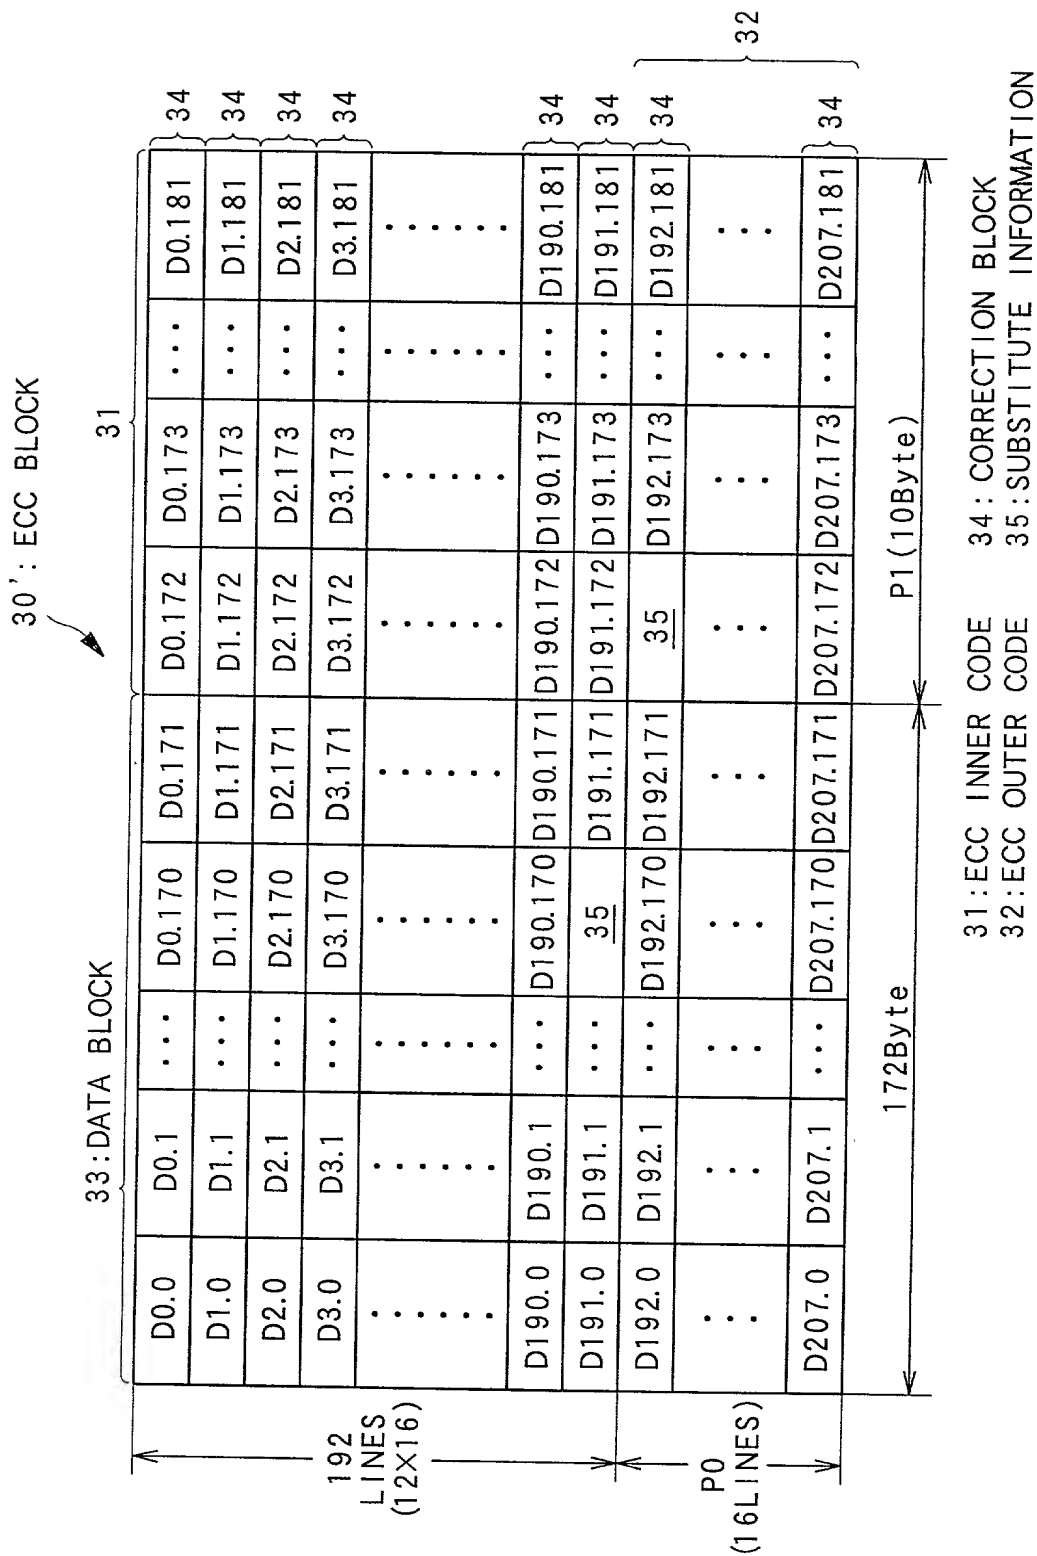 30': ECC BLOCK
33:DATA BLOCK
31
D0.0 D0.1 ··· D0.170 D0.171 D0.172 D0.173 ··· D0.181 34
D1.0 D1.1 ··· D1.170 D1.171 D1.172 D1.173 ··· D1.181 34
D2.0 D2.1 ··· D2.170 D2.171 D2.172 D2.173 ··· D2.181 34
D3.0 D3.1 ··· D3.170 D3.171 D3.172 D3.173 ··· D3.181 34
······ ······ ······ ······ ······ ······ ······ ······ ······
D190.0 D190.1 ··· D190.170 D190.171 D190.172 D190.173 ··· D190.181 34
D191.0 D191.1 ··· 35 D191.171 D191.172 D191.173 ··· D191.181 34
D192.0 D192.1 ··· D192.170 D192.171 35 D192.173 ··· D192.181 34
··· ··· ··· ··· ··· ··· ··· ··· ···
D207.0 D207.1 ··· D207.170 D207.171 D207.172 D207.173 ··· D207.181 34
32
192
LINES
(12X16)
P0
(16LINES)
172Byte
P1(10Byte)
31:ECC INNER CODE
32:ECC OUTER CODE
34:CORRECTION BLOCK
35:SUBSTITUTE INFORMATION